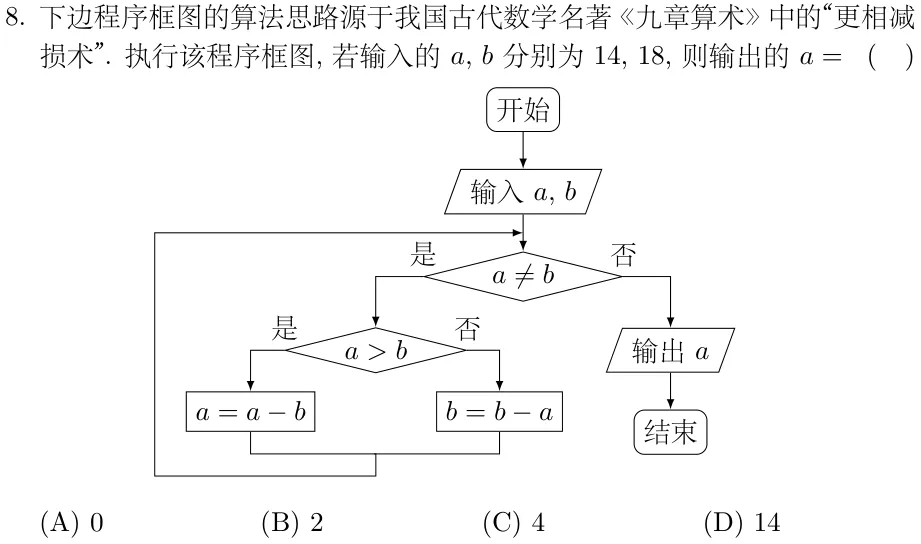 8. 下边程序框图的算法思路源于我国古代数学名著《九章算术》中的“更相减
损术”. 执行该程序框图, 若输入的 a, b 分别为 14, 18, 则输出的 a = ( )
开始
输入 a, b
是
a ≠ b
否
是
a > b
否
输出 a
a = a − b
b = b − a
结束
(A) 0 (B) 2 (C) 4 (D) 14